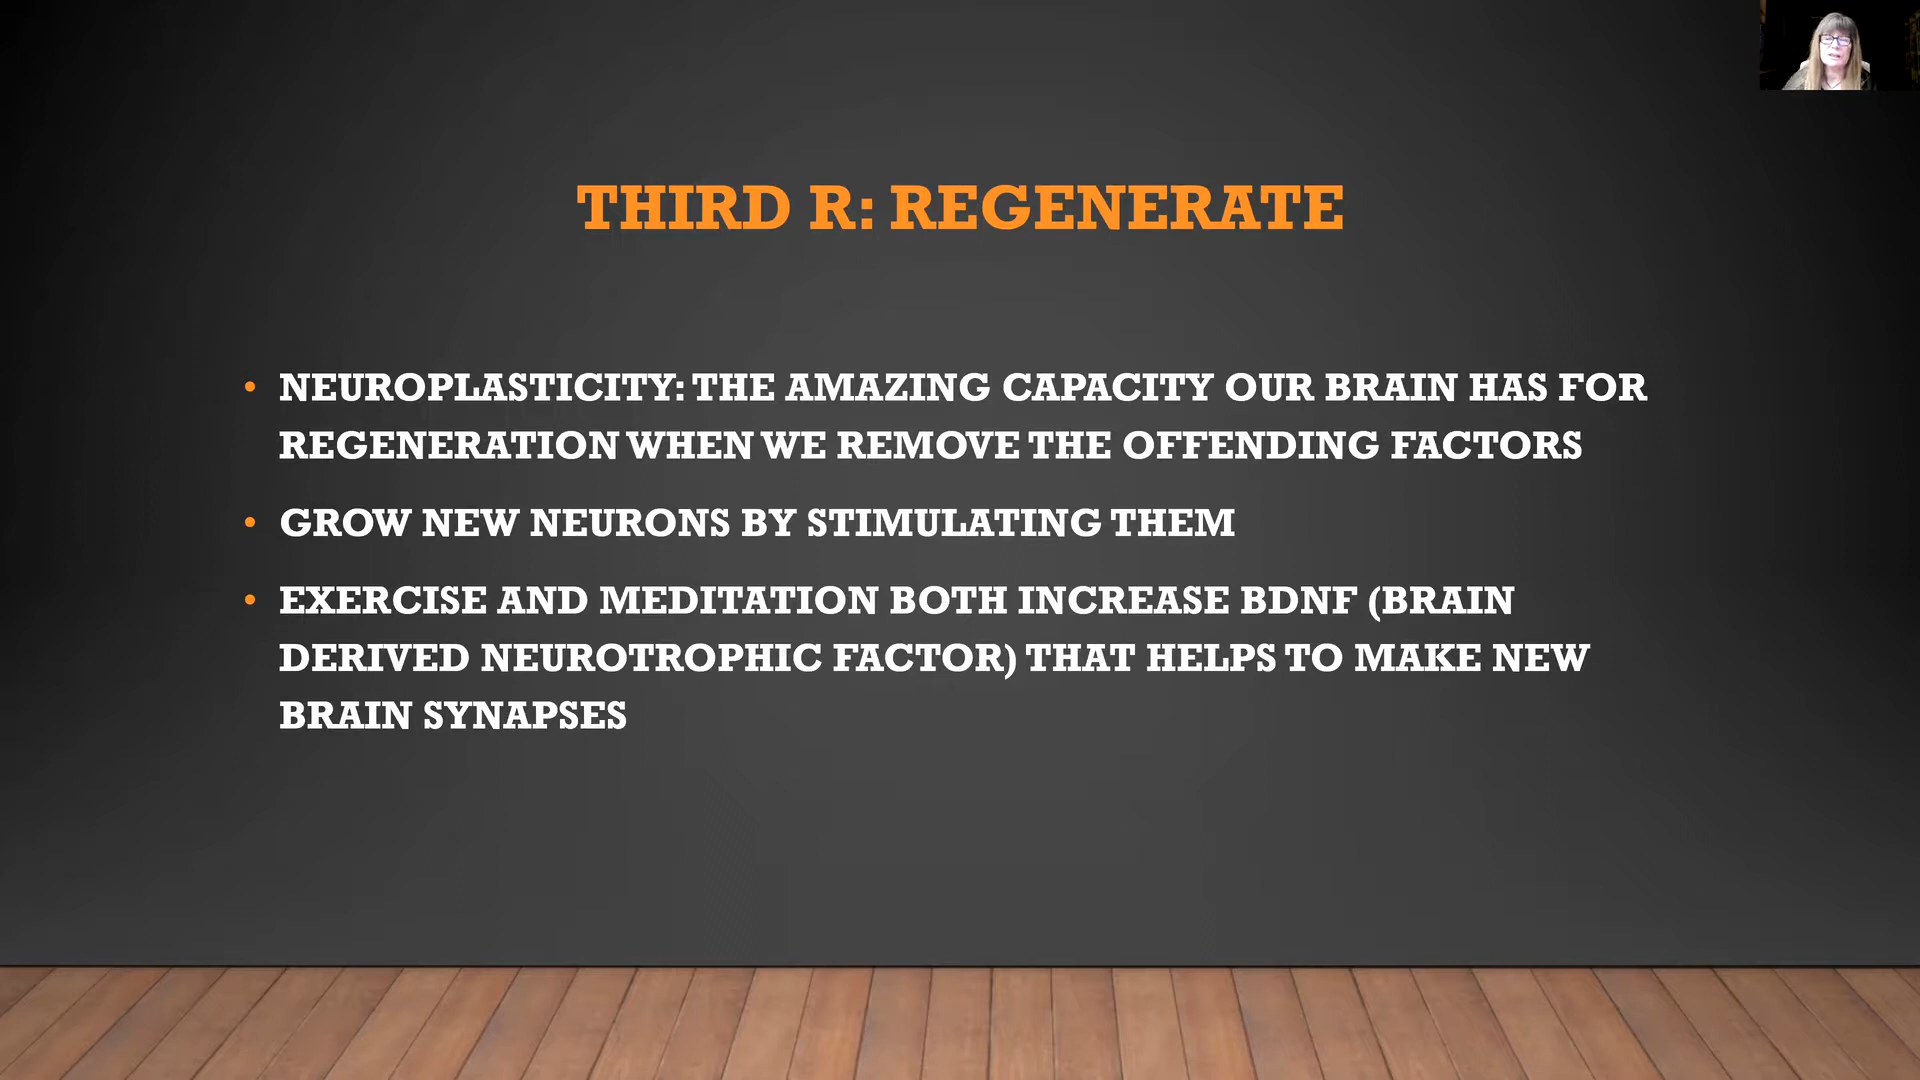 THIRD R: REGENERATE
• NEUROPLASTICITY: THE AMAZING CAPACITY OUR BRAIN HAS FOR
REGENERATION WHEN WE REMOVE THE OFFENDING FACTORS
• GROW NEW NEURONS BY STIMULATING THEM
• EXERCISE AND MEDITATION BOTH INCREASE BDNF (BRAIN
DERIVED NEUROTROPHIC FACTOR) THAT HELPS TO MAKE NEW
BRAIN SYNAPSES